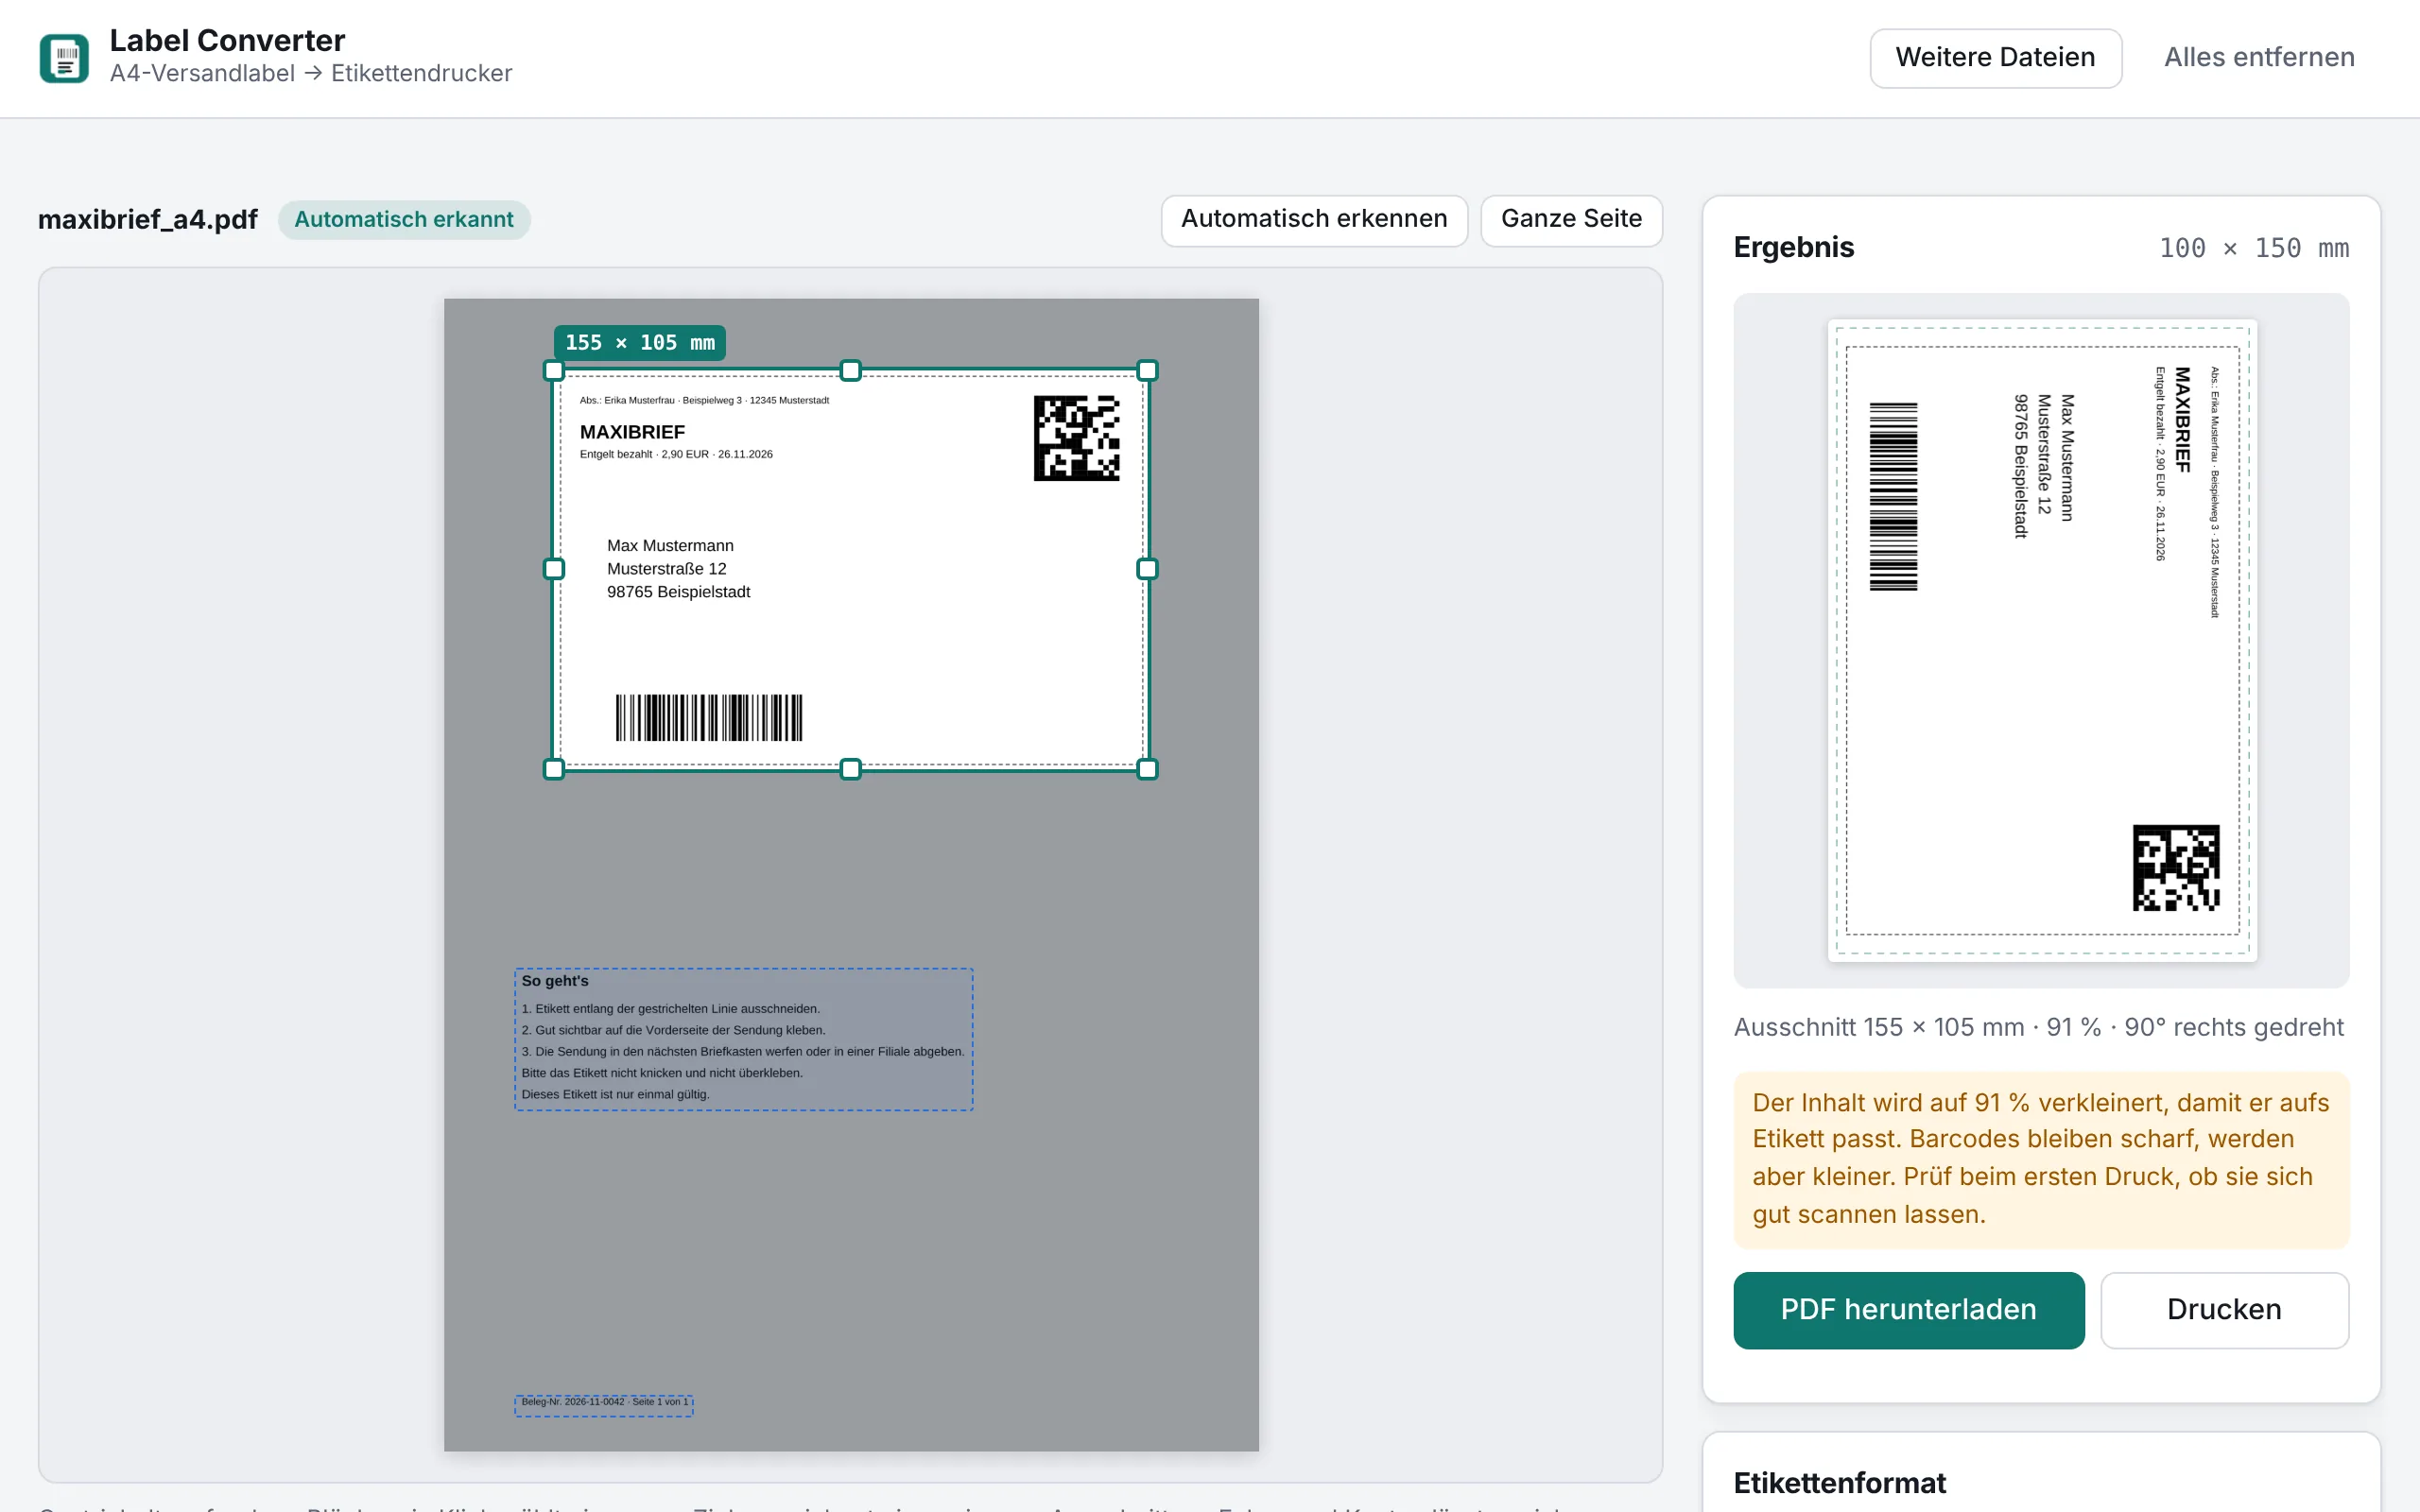 Label Converter
A4-Versandlabel → Etikettendrucker
Weitere Dateien
Alles entfernen
maxibrief_a4.pdf
Automatisch erkannt
Automatisch erkennen
Ganze Seite
155 × 105 mm
Abs.: Erika Musterfrau · Beispielweg 3 · 12345 Musterstadt
MAXIBRIEF
Entgelt bezahlt · 2,90 EUR · 26.11.2026
Max Mustermann
Musterstraße 12
98765 Beispielstadt
So geht's
1. Etikett entlang der gestrichelten Linie ausschneiden.
2. Gut sichtbar auf die Vorderseite der Sendung kleben.
3. Die Sendung in den nächsten Briefkasten werfen oder in einer Filiale abgeben.
Bitte das Etikett nicht knicken und nicht überkleben.
Dieses Etikett ist nur einmal gültig.
Beleg-Nr. 2026-11-0042 · Seite 1 von 1
Ergebnis
100 × 150 mm
Abs.: Erika Musterfrau · Beispielweg 3 · 12345 Musterstadt
MAXIBRIEF
Entgelt bezahlt · 2,90 EUR · 26.11.2026
Max Mustermann
Musterstraße 12
98765 Beispielstadt
Ausschnitt 155 × 105 mm · 91 % · 90° rechts gedreht
Der Inhalt wird auf 91 % verkleinert, damit er aufs
Etikett passt. Barcodes bleiben scharf, werden
aber kleiner. Prüf beim ersten Druck, ob sie sich
gut scannen lassen.
PDF herunterladen
Drucken
Etikettenformat